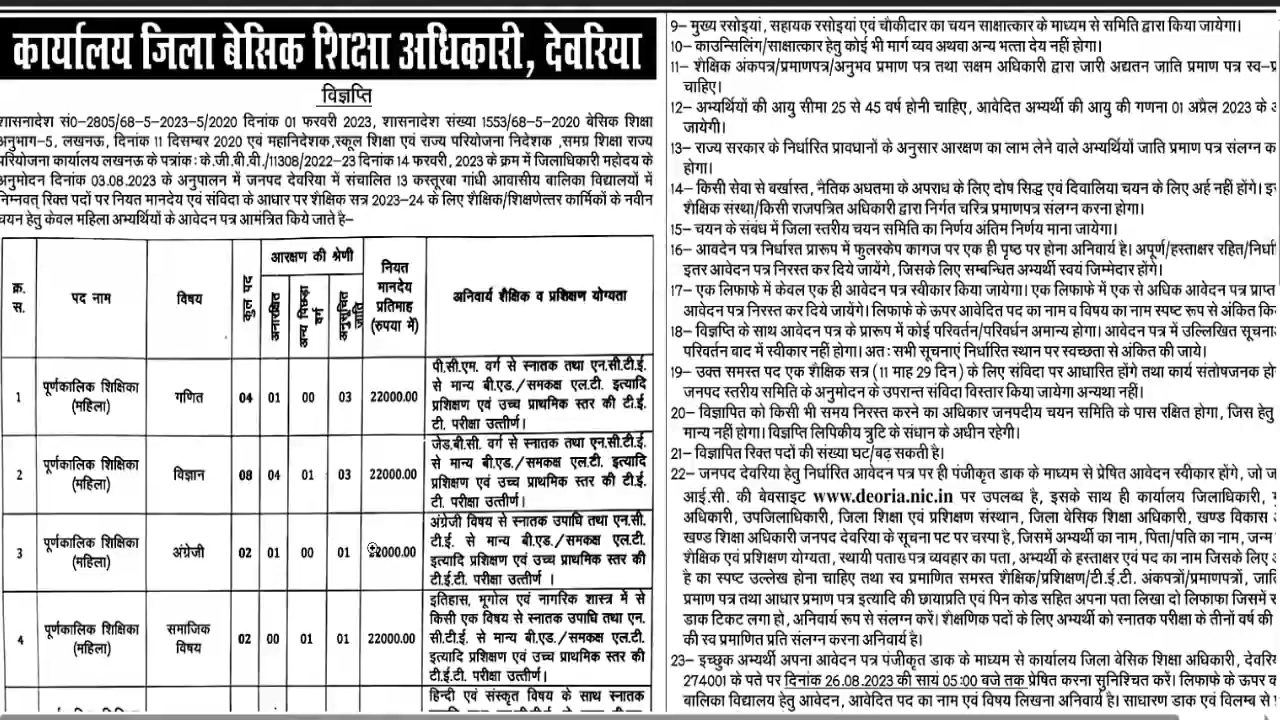 कार्यालय जिला बेसिक शिक्षा अधिकारी, देवरिया
विज्ञप्ति
शासनादेश सं0-2805/68-5-2023-5/2020 दिनांक 01 फरवरी 2023, शासनादेश संख्या 1553/68-5-2020 बेसिक शिक्षा
अनुभाग-5, लखनऊ, दिनांक 11 दिसम्बर 2020 एवं महानिदेशक,स्कूल शिक्षा एवं राज्य परियोजना निदेशक ,समग्र शिक्षा राज्य
परियोजना कार्यालय लखनऊ के पत्रांकः के.जी.बी.वी./11308/2022-23 दिनांक 14 फरवरी, 2023 के क्रम में जिलाधिकारी महोदय के
अनुमोदन दिनांक 03.08.2023 के अनुपालन में जनपद देवरिया में संचालित 13 कस्तूरबा गांधी आवासीय बालिका विद्यालयों में
निम्नवत् रिक्त पदों पर नियत मानदेय एवं संविदा के आधार पर शैक्षिक सत्र 2023-24 के लिए शैक्षिक/शिक्षणेत्तर कार्मिकों के नवीन
चयन हेतु केवल महिला अभ्यर्थियों के आवेदन पत्र आमंत्रित किये जाते है-
क्र. स. पद नाम विषय कुल पद आरक्षण की श्रेणी अनारक्षित अन्य पिछड़ा वर्ग अनुसूचित जाति नियत मानदेय प्रतिमाह (रुपया में) अनिवार्य शैक्षिक व प्रशिक्षण योग्यता
1 पूर्णकालिक शिक्षिका (महिला) गणित 04 01 00 03 22000.00
पी.सी.एम. वर्ग से स्नातक तथा एन.सी.टी.ई.
से मान्य बी.एड./समकक्ष एल.टी. इत्यादि
प्रशिक्षण एवं उच्च प्राथमिक स्तर की टी.ई.
टी. परीक्षा उत्तीर्ण।
2 पूर्णकालिक शिक्षिका (महिला) विज्ञान 08 04 01 03 22000.00
जेड.बी.सी. वर्ग से स्नातक तथा एन.सी.टी.ई.
से मान्य बी.एड./समकक्ष एल.टी. इत्यादि
प्रशिक्षण एवं उच्च प्राथमिक स्तर की टी.ई.
टी. परीक्षा उत्तीर्ण।
3 पूर्णकालिक शिक्षिका (महिला) अंग्रेजी 02 01 00 01 22000.00
अंग्रेजी विषय से स्नातक उपाधि तथा एन.सी.
टी.ई. से मान्य बी.एड./समकक्ष एल.टी.
इत्यादि प्रशिक्षण एवं उच्च प्राथमिक स्तर की
टी.ई.टी. परीक्षा उत्तीर्ण ।
4 पूर्णकालिक शिक्षिका (महिला) समाजिक विषय 02 00 01 01 22000.00
इतिहास, भूगोल एवं नागरिक शास्त्र में से
किसी एक विषय से स्नातक उपाधि तथा एन.
सी.टी.ई. से मान्य बी.एड./समकक्ष एल.टी.
इत्यादि प्रशिक्षण एवं उच्च प्राथमिक स्तर की
टी.ई.टी. परीक्षा उत्तीर्ण।
हिन्दी एवं संस्कृत विषय के साथ स्नातक
9- मुख्य रसोइयां, सहायक रसोइयां एवं चौकीदार का चयन साक्षात्कार के माध्यम से समिति द्वारा किया जायेगा।
10- काउन्सिलिंग/साक्षात्कार हेतु कोई भी मार्ग व्यव अथवा अन्य भत्ता देय नहीं होगा।
11- शैक्षिक अंकपत्र/प्रमाणपत्र/अनुभव प्रमाण पत्र तथा सक्षम अधिकारी द्वारा जारी अद्यतन जाति प्रमाण पत्र स्व-
चाहिए।
12- अभ्यर्थियों की आयु सीमा 25 से 45 वर्ष होनी चाहिए, आवेदित अभ्यर्थी की आयु की गणना 01 अप्रैल 2023 के
जायेगी।
13- राज्य सरकार के निर्धारित प्रावधानों के अनुसार आरक्षण का लाभ लेने वाले अभ्यर्थियों जाति प्रमाण पत्र संलग्न
होगा।
14- किसी सेवा से बर्खास्त, नैतिक अधतमा के अपराध के लिए दोष सिद्ध एवं दिवालिया चयन के लिए अर्ह नहीं होंगे।
शैक्षिक संस्था/किसी राजपत्रित अधिकारी द्वारा निर्गत चरित्र प्रमाणपत्र संलग्न करना होगा।
15- चयन के संबंध में जिला स्तरीय चयन समिति का निर्णय अंतिम निर्णय माना जायेगा।
16- आवदेन पत्र निर्धारत प्रारूप में फुलस्केप कागज पर एक ही पृष्ठ पर होना अनिवार्य है। अपूर्ण/हस्ताक्षर रहित/निर्धा
इतर आवेदन पत्र निरस्त कर दिये जायेंगे, जिसके लिए सम्बन्धित अभ्यर्थी स्वयं जिम्मेदार होंगे।
17- एक लिफाफे में केवल एक ही आवेदन पत्र स्वीकार किया जायेगा। एक लिफाफे में एक से अधिक आवेदन पत्र प्राप्त
आवेदन पत्र निरस्त कर दिये जायेंगे। लिफाफे के ऊपर आवेदित पद का नाम व विषय का नाम स्पष्ट रूप से अंकित
18- विज्ञप्ति के साथ आवेदन पत्र के प्रारूप में कोई परिवर्तन/परिवर्धन अमान्य होगा। आवेदन पत्र में उल्लिखित
परिवर्तन बाद में स्वीकार नहीं होगा। अतः सभी सूचनाएं निर्धारित स्थान पर स्वच्छता से अंकित की जाये।
19- उक्त समस्त पद एक शैक्षिक सत्र (11 माह 29 दिन) के लिए संविदा पर आधारित होंगे तथा कार्य संतोषजनक
जनपद स्तरीय समिति के अनुमोदन के उपरान्त संविदा विस्तार किया जायेगा अन्यथा नहीं।
20- विज्ञापित को किसी भी समय निरस्त करने का अधिकार जनपदीय चयन समिति के पास रक्षित होगा, जिस हेतु
मान्य नहीं होगा। विज्ञप्ति लिपिकीय त्रुटि के संधान के अधीन रहेगी।
21- विज्ञापित रिक्त पदों की संख्या घट/बढ़ सकती है।
22- जनपद देवरिया हेतु निर्धारित आवेदन पत्र पर ही पंजीकृत डाक के माध्यम से प्रेषित आवेदन स्वीकार होंगे, जो
आई.सी. की बेवसाइट www.deoria.nic.in पर उपलब्ध है, इसके साथ ही कार्यालय जिलाधिकारी,
अधिकारी, उपजिलाधिकारी, जिला शिक्षा एवं प्रशिक्षण संस्थान, जिला बेसिक शिक्षा अधिकारी, खण्ड विकास
खण्ड शिक्षा अधिकारी जनपद देवरिया के सूचना पट पर चस्पा है, जिसमें अभ्यर्थी का नाम, पिता/पति का नाम, जन्म
शैक्षिक एवं प्रशिक्षण योग्यता, स्थायी पताख्य पत्र व्यवहार का पता, अभ्यर्थी के हस्ताक्षर एवं पद का नाम जिसके लिए
है का स्पष्ट उल्लेख होना चाहिए तथा स्व प्रमाणित समस्त शैक्षिक/प्रशिक्षण/टी.ई.टी. अंकपत्रों/प्रमाणपत्रों,
प्रमाण पत्र तथा आधार प्रमाण पत्र इत्यादि की छायाप्रति एवं पिन कोड सहित अपना पता लिखा दो लिफाफा जिसमें
डाक टिकट लगा हो, अनिवार्य रूप से संलग्न करें। शैक्षणिक पदों के लिए अभ्यर्थी को स्नातक परीक्षा के तीनों वर्ष की
की स्व प्रमाणित प्रति संलग्न करना अनिवार्य है।
23- इच्छुक अभ्यर्थी अपना आवेदन पत्र पंजीकृत डाक के माध्यम से कार्यालय जिला बेसिक शिक्षा अधिकारी,
274001 के पते पर दिनांक 26.08.2023 की सायं 05:00 बजे तक प्रेषित करना सुनिश्चित करें। लिफाफे के ऊपर
बालिका विद्यालय हेतु आवेदन, आवेदित पद का नाम एवं विषय लिखना अनिवार्य है। साधारण डाक एवं विलम्ब से